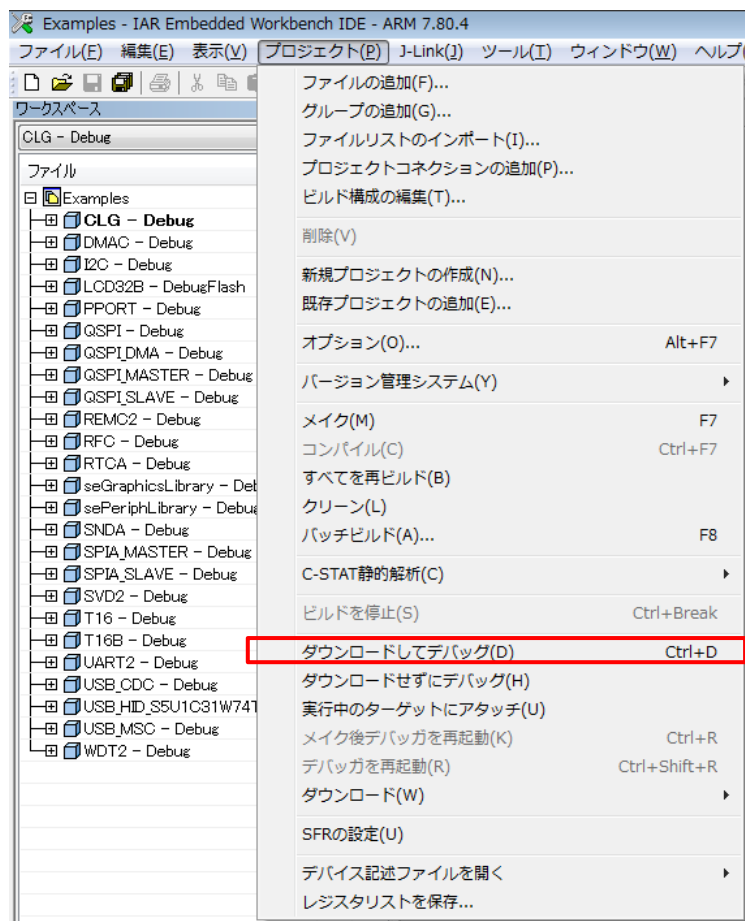 Examples - IAR Embedded Workbench IDE - ARM 7.80.4
ファイル(F) 編集(E) 表示(V) プロジェクト(P) J-Link(J) ツール(T) ウィンドウ(W) ヘルプ(
ワークスペース
CLG - Debug
ファイル
Examples
CLG - Debug
DMAC - Debug
I2C - Debug
LCD32B - DebugFlash
PPORT - Debug
QSPI - Debug
QSPI_DMA - Debug
QSPI_MASTER - Debug
QSPI_SLAVE - Debug
REMC2 - Debug
RFC - Debug
RTCA - Debug
seGraphicsLibrary - Deb
sePeriphLibrary - Debug
SNDA - Debug
SPIA_MASTER - Debug
SPIA_SLAVE - Debug
SVD2 - Debug
T16 - Debug
T16B - Debug
UART2 - Debug
USB_CDC - Debug
USB_HID_S5U1C31W74T
USB_MSC - Debug
WDT2 - Debug
ファイルの追加(F)...
グループの追加(G)...
ファイルリストのインポート(I)...
プロジェクトコネクションの追加(P)...
ビルド構成の編集(T)...
削除(V)
新規プロジェクトの作成(N)...
既存プロジェクトの追加(E)...
オプション(O)... Alt+F7
バージョン管理システム(Y)
メイク(M) F7
コンパイル(C) Ctrl+F7
すべてを再ビルド(B)
クリーン(L)
バッチビルド(A)... F8
C-STAT静的解析(C)
ビルドを停止(S) Ctrl+Break
ダウンロードしてデバッグ(D) Ctrl+D
ダウンロードせずにデバッグ(H)
実行中のターゲットにアタッチ(U)
メイク後デバッガを再起動(K) Ctrl+R
デバッガを再起動(R) Ctrl+Shift+R
ダウンロード(W)
SFRの設定(U)
デバイス記述ファイルを開く
レジスタリストを保存...